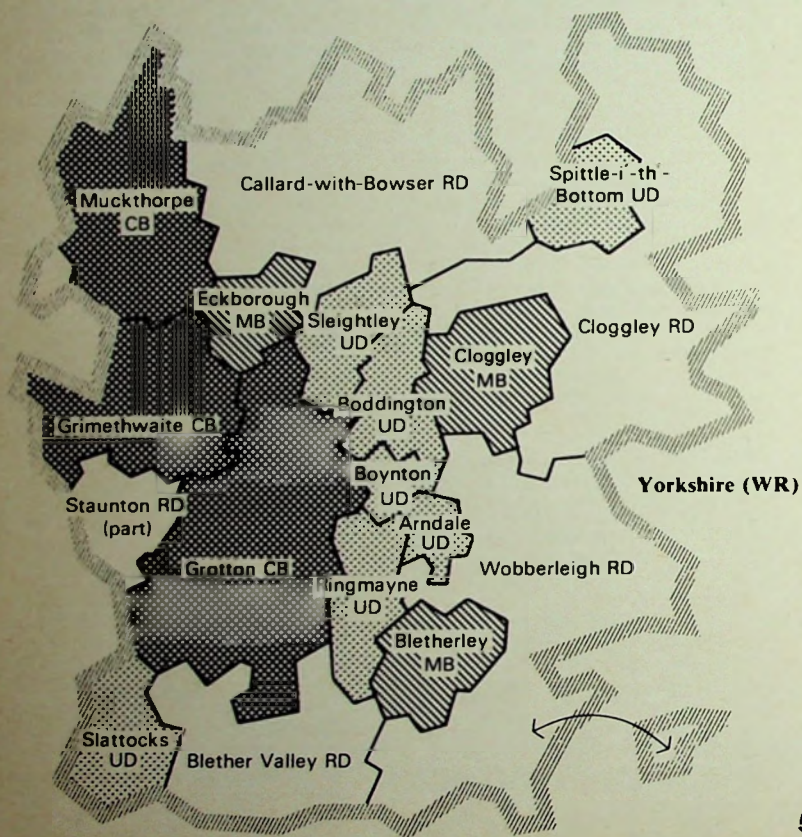 Muckthorpe
CB
Callard-with-Bowser RD
Spittle-i'-th'-
Bottom UD
Eckborough
MB
Sleightley
UD
Cloggley
MB
Cloggley RD
Grimethwaite CB
Boddington
UD
Staunton RD
(part)
Boynton
UD
Yorkshire (WR)
Arndale
UD
Grotton CB
UD
Wobberleigh RD
Bletherley
MB
Slattocks
UD
Blether Valley RD